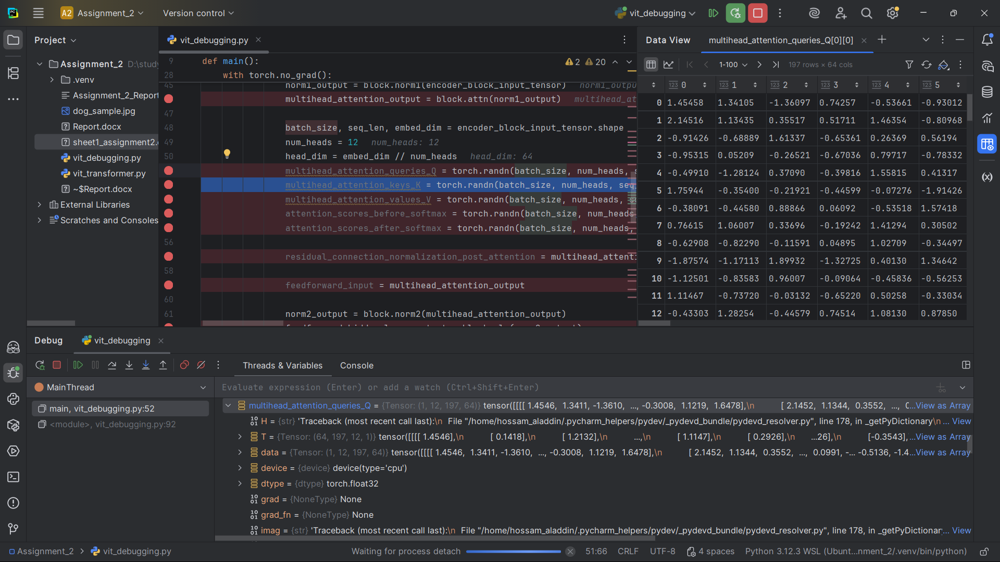 A2 Assignment_2
Version control
vit_debugging
Project
Assignment_2 D:\study
.venv
Assignment_2_Report
dog_sample.jpg
Report.docx
sheet1_assignment2.
vit_debugging.py
vit_transformer.py
~$Report.docx
External Libraries
Scratches and Consoles
vit_debugging.py
2 20
9 def main():
28 with torch.no_grad():
45 norm1_output = block.norm1(encoder_block_input_tensor) norm1_outpu
multihead_attention_output = block.attn(norm1_output) multihead_at
47
48 batch_size, seq_len, embed_dim = encoder_block_input_tensor.shape
49 num_heads = 12 num_heads: 12
50 head_dim = embed_dim // num_heads head_dim: 64
multihead_attention_queries_Q = torch.randn(batch_size, num_heads, s
multihead_attention_keys_K = torch.randn(batch_size, num_heads, seq_
multihead_attention_values_V = torch.randn(batch_size, num_heads, s
attention_scores_before_softmax = torch.randn(batch_size, num_heads
attention_scores_after_softmax = torch.randn(batch_size, num_heads,
56
residual_connection_normalization_post_attention = multihead_attenti
58
feedforward_input = multihead_attention_output
60
61 norm2_output = block.norm2(multihead_attention_output)
Data View multihead_attention_queries_Q[0][0]
1-100 197 rows × 64 cols
123 0 123 1 123 2 123 3 123 4 123 5
0 1.45458 1.34105 -1.36097 0.74257 -0.53661 -0.93012
1 2.14516 1.13435 0.35517 0.51711 1.46354 -0.80968
2 -0.91426 -0.68889 1.61337 -0.65361 0.26369 0.56194
3 -0.95315 0.05209 -0.26521 -0.67036 0.79717 -0.78332
4 -0.49910 -1.28124 0.37090 -0.39816 1.55815 0.41317
5 1.75944 -0.35400 -0.21921 -0.44599 -0.07276 -1.91426
6 -0.38091 -0.44580 0.88866 0.06092 -0.53518 1.57418
7 0.76615 1.06007 0.33696 -0.19242 1.41294 0.30502
8 -0.62908 -0.82290 -0.11591 0.04895 1.02709 -0.34497
9 -1.87574 -1.17113 1.89932 -1.32725 0.40130 1.34642
10 -1.12501 -0.83583 0.96007 -0.09064 -0.45836 -0.56253
11 1.11467 -0.73720 -0.03132 -0.65220 0.50258 -0.33034
12 -0.43303 1.28254 -0.44579 0.74514 1.08130 0.87850
Debug vit_debugging
Threads & Variables Console
MainThread
main, vit_debugging.py:52
<module>, vit_debugging.py:92
Evaluate expression (Enter) or add a watch (Ctrl+Shift+Enter)
multihead_attention_queries_Q = {Tensor: (1, 12, 197, 64)} tensor([[[[ 1.4546, 1.3411, -1.3610, ..., -0.3008, 1.1219, 1.6478],\n [ 2.1452, 1.1344, 0.3552, ..., 0...View as Array
H = {str} 'Traceback (most recent call last):\n File "/home/hossam_aladdin/.pycharm_helpers/pydev/_pydevd_bundle/pydevd_resolver.py", line 178, in _getPyDictionary\n ... View
T = {Tensor: (64, 197, 12, 1)} tensor([[[[ 1.4546],\n [ 0.1418],\n [ 1.2132],\n ...,\n [ 1.1147],\n [ 0.2926],\n ...26],\n [-0.3543],...View as Array
data = {Tensor: (1, 12, 197, 64)} tensor([[[[ 1.4546, 1.3411, -1.3610, ..., -0.3008, 1.1219, 1.6478],\n [ 2.1452, 1.1344, 0.3552, ..., 0.0991, -... -0.5136, -1.4...View as Array
device = {device} device(type='cpu')
dtype = {dtype} torch.float32
grad = {NoneType} None
grad_fn = {NoneType} None
imag = {str} 'Traceback (most recent call last):\n File "/home/hossam_aladdin/.pycharm_helpers/pydev/_pydevd_bundle/pydevd_resolver.py", line 178, in _getPyDictionar... View
Assignment_2 > vit_debugging.py
Waiting for process detach
51:66 CRLF UTF-8 4 spaces Python 3.12.3 WSL (Ubunt...nment_2/.venv/bin/python)